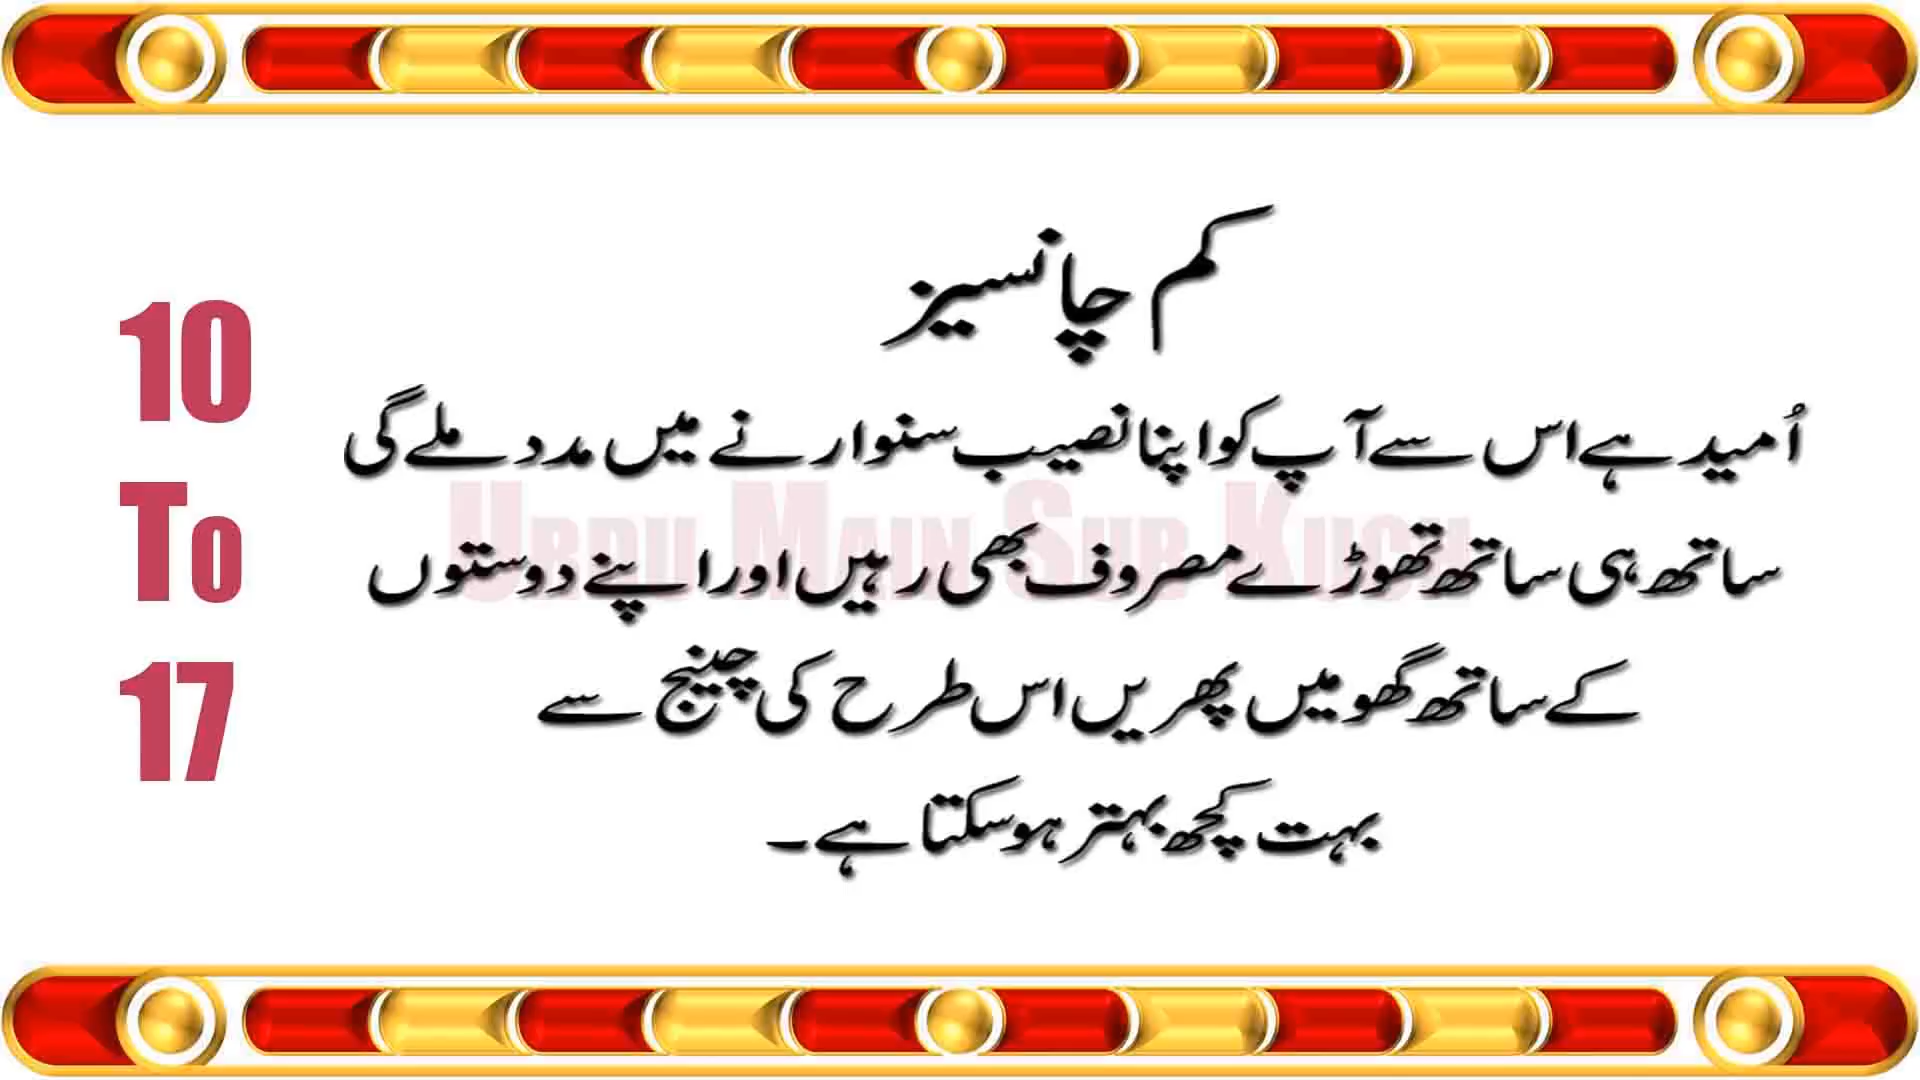 کم چانسیز
اُمید ہے اس سے آپ کو اپنا نصیب سنوارنے میں مدد ملے گی
ساتھ ہی ساتھ تھوڑے مصروف بھی رہیں اور اپنے دوستوں
کے ساتھ گھومیں پھریں اس طرح کی چینج سے
بہت کچھ بہتر ہو سکتا ہے۔
10
To
17
Urdu Main Sub Kuch